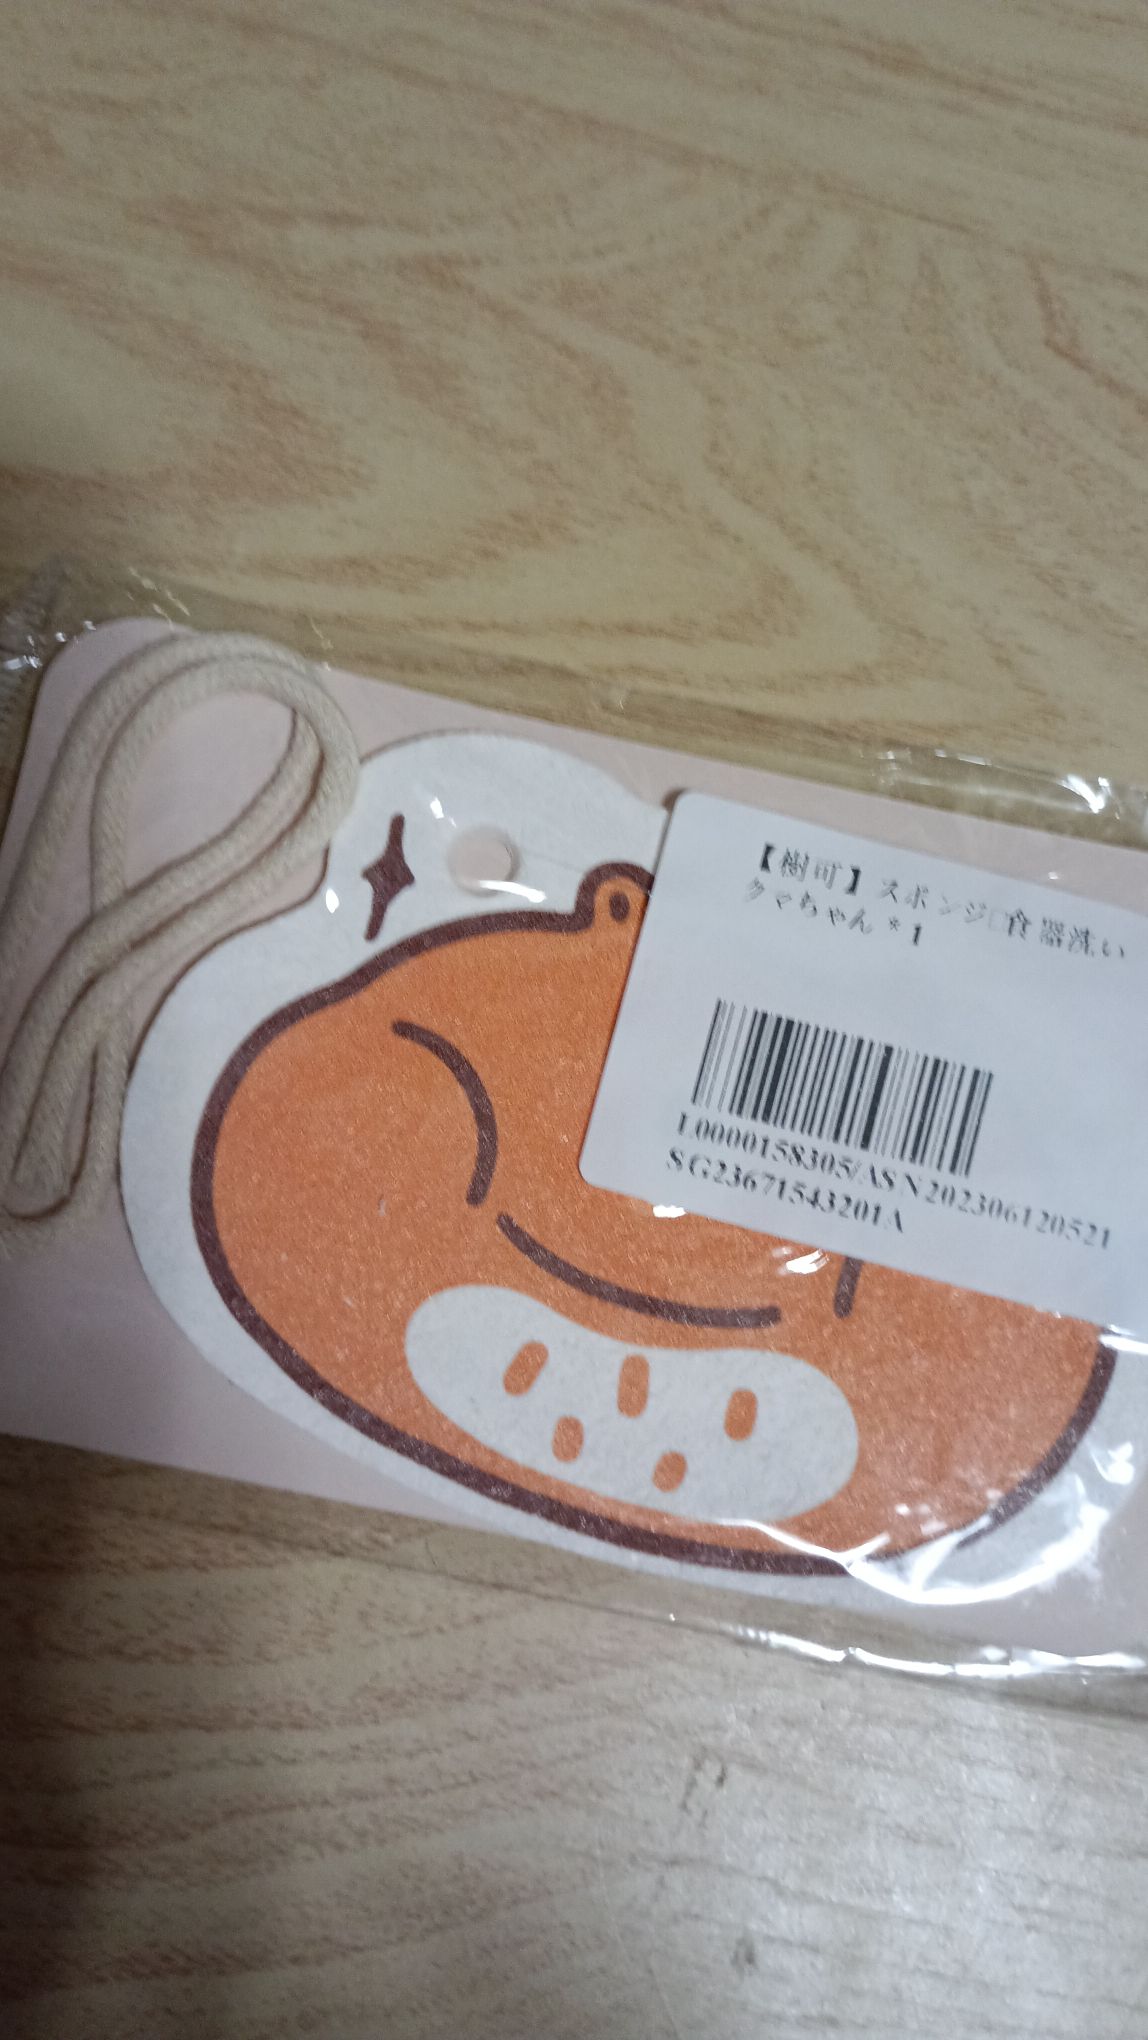 【樹可】スポンジ□食器洗い
クマちゃん * 1
L0000158305/ASN202306120521
SG23671543201A